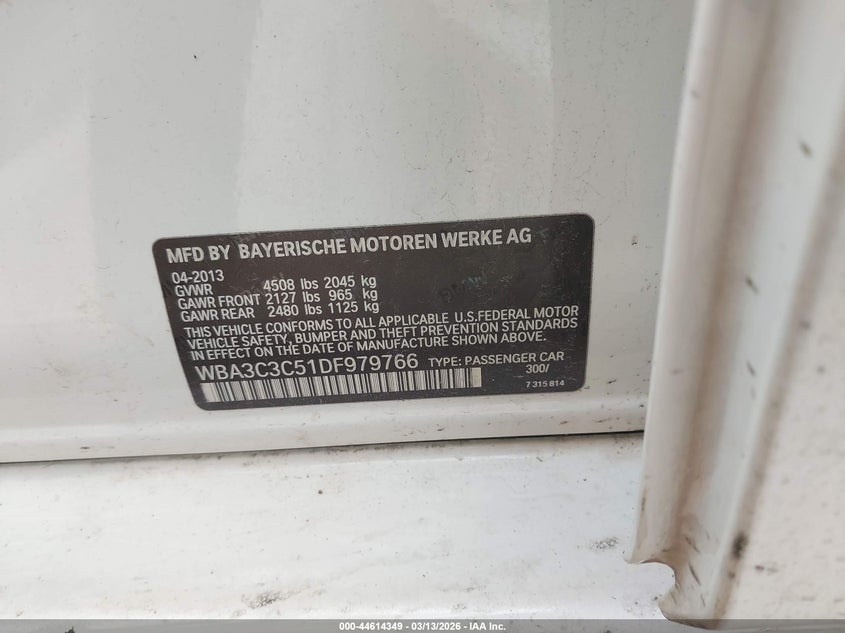 MFD BY BAYERISCHE MOTOREN WERKE AG
04-2013
GVWR 4508 lbs 2045 kg
GAWR FRONT 2127 lbs 965 kg
GAWR REAR 2480 lbs 1125 kg
THIS VEHICLE CONFORMS TO ALL APPLICABLE U.S.FEDERAL MOTOR
VEHICLE SAFETY, BUMPER AND THEFT PREVENTION STANDARDS
IN EFFECT ON THE DATE OF MANUFACTURE SHOWN ABOVE.
WBA3C3C51DF979766 TYPE: PASSENGER CAR
300/
7 315 814
000-44614349 | 03/13/2026 - IAA Inc.